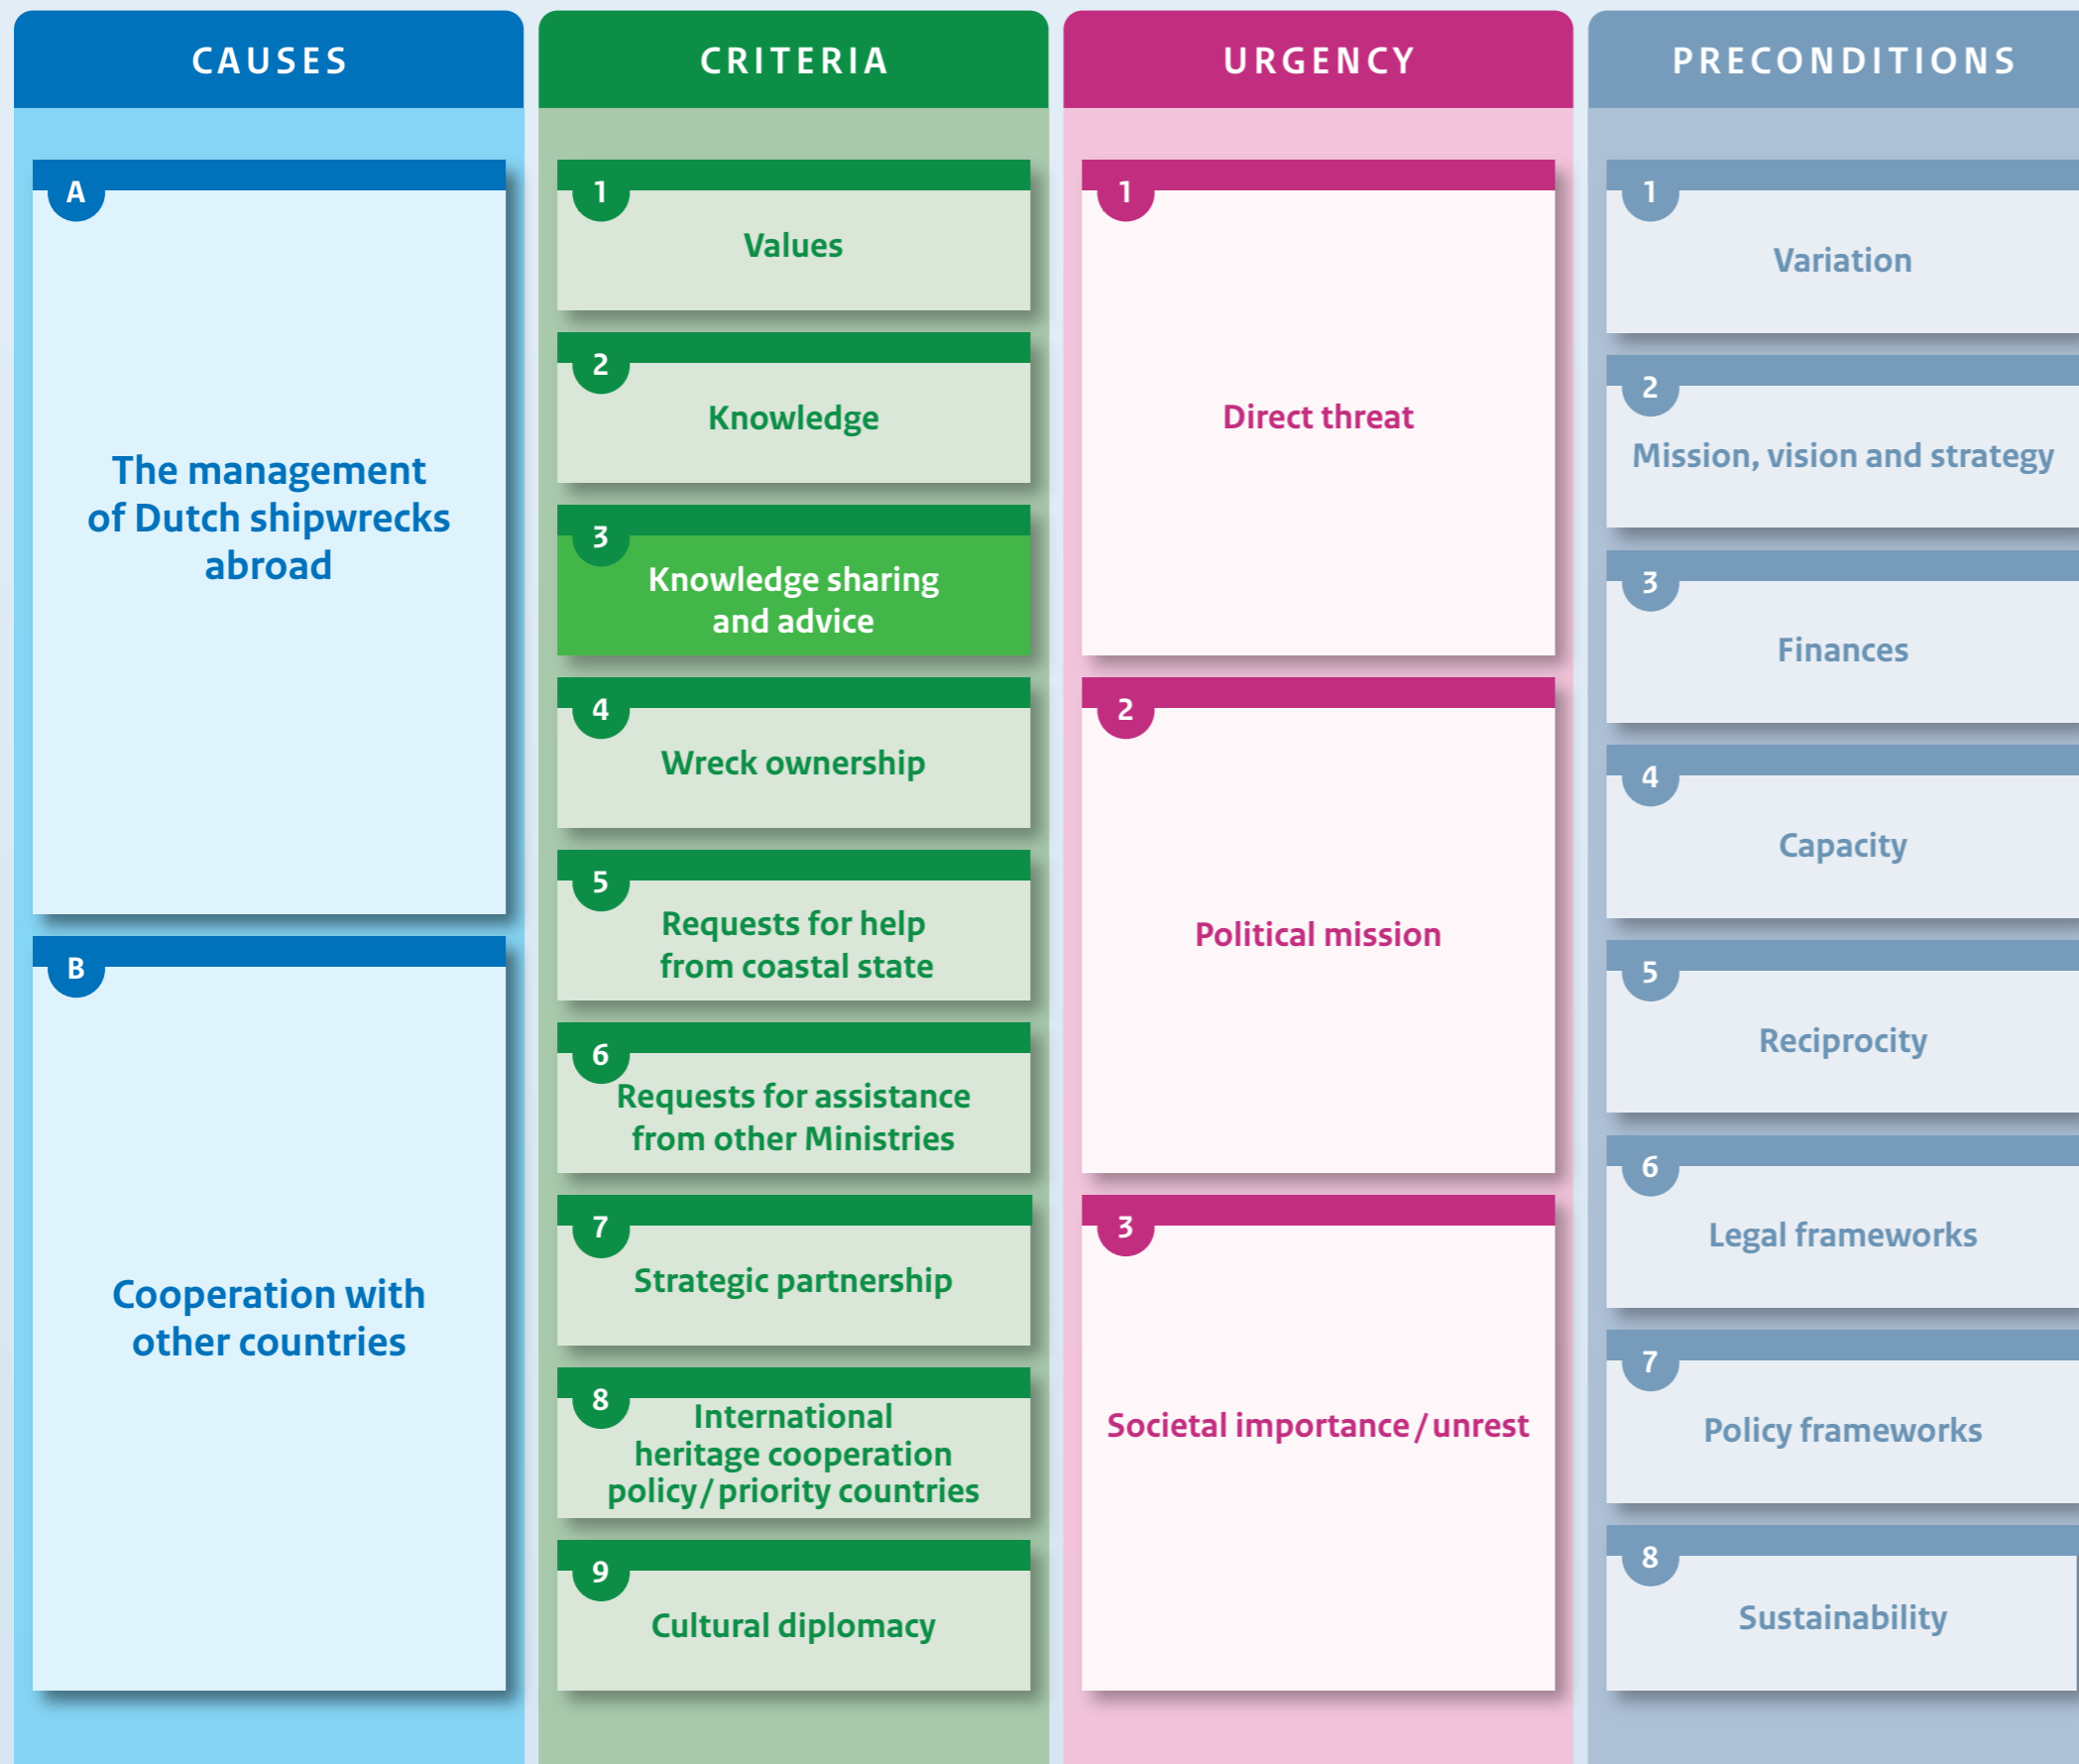 CAUSES
A
The management
of Dutch shipwrecks
abroad
B
Cooperation with
other countries
CRITERIA
1
Values
2
Knowledge
3
Knowledge sharing
and advice
4
Wreck ownership
5
Requests for help
from coastal state
6
Requests for assistance
from other Ministries
7
Strategic partnership
8
International
heritage cooperation
policy/priority countries
9
Cultural diplomacy
URGENCY
1
Direct threat
2
Political mission
3
Societal importance/unrest
PRECONDITIONS
1
Variation
2
Mission, vision and strategy
3
Finances
4
Capacity
5
Reciprocity
6
Legal frameworks
7
Policy frameworks
8
Sustainability